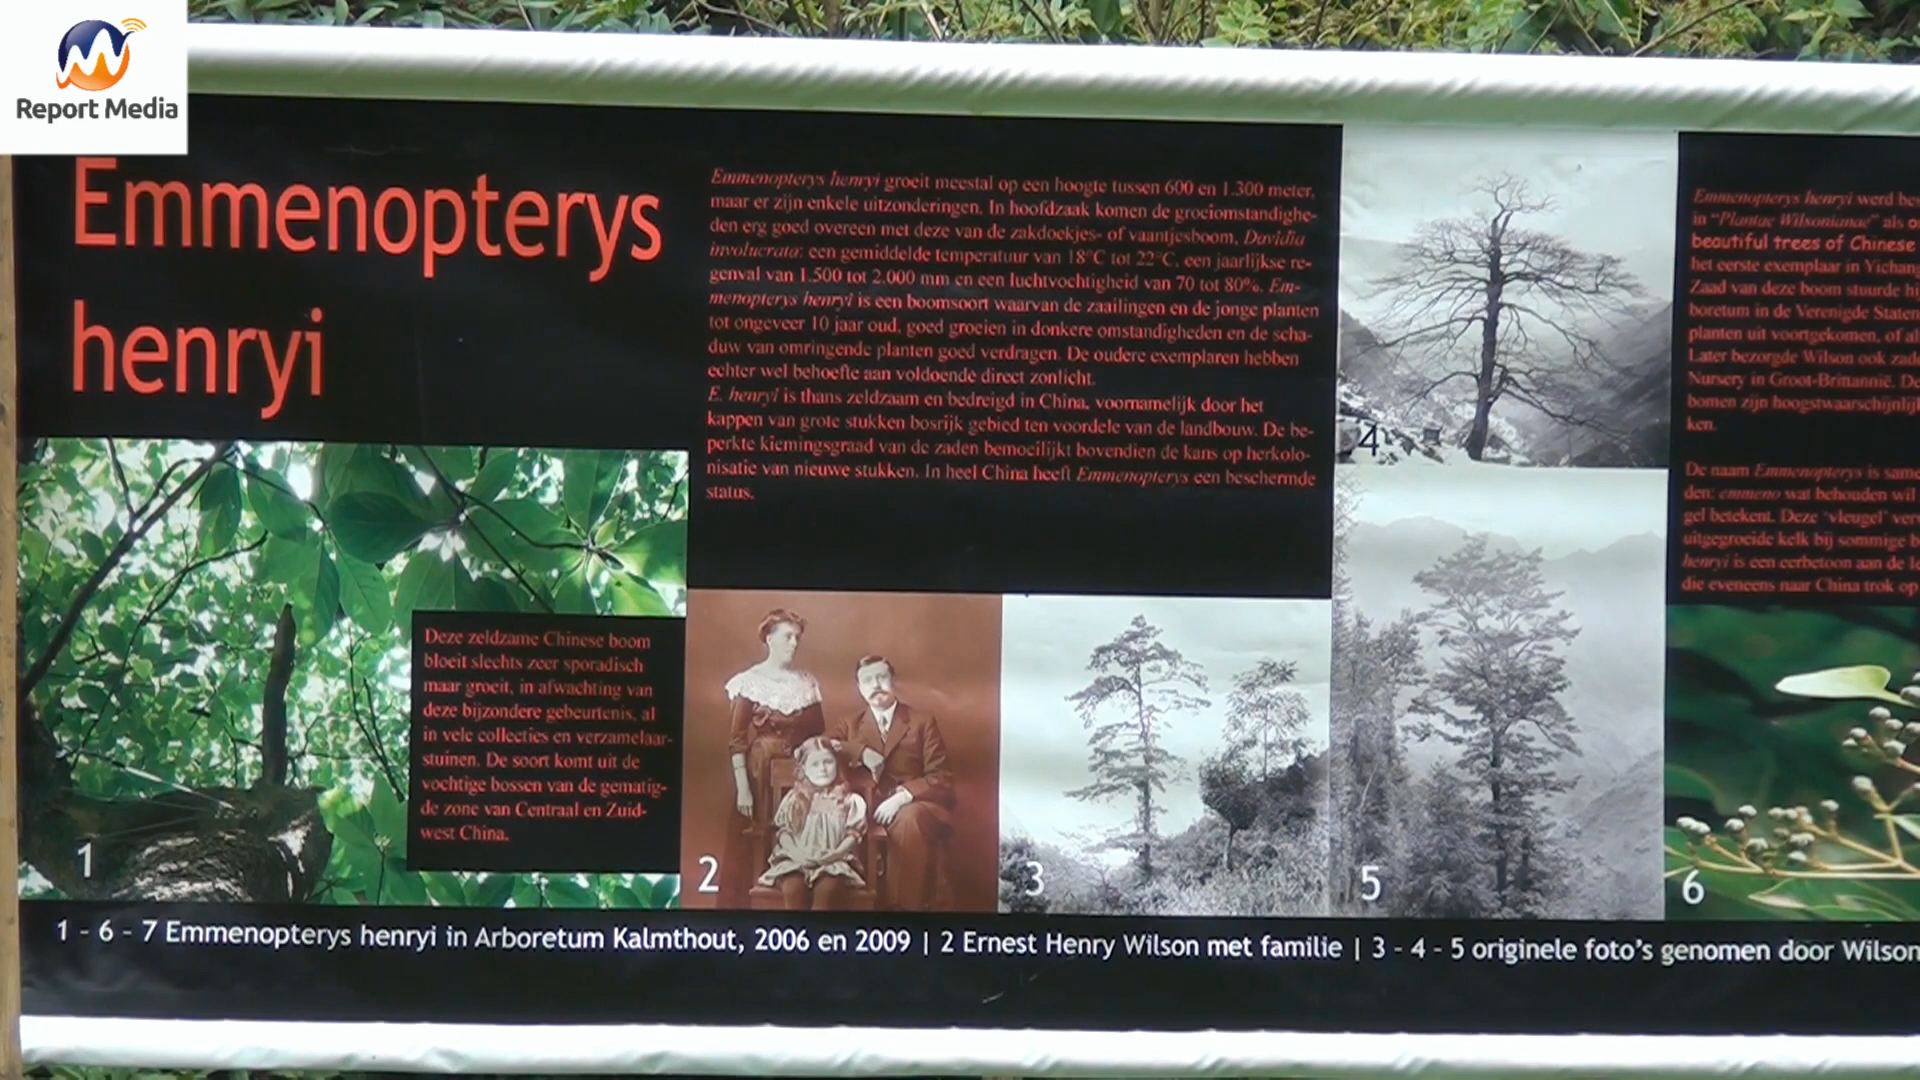 Report Media
Emmenopterys
henryi
Emmenopterys henryi groeit meestal op een hoogte tussen 600 en 1.300 meter,
maar er zijn enkele uitzonderingen. In hoofdzaak komen de groeiomstandighe-
den erg goed overeen met deze van de zakdoekjes- of vaantjesboom, Davidia
involucrata: een gemiddelde temperatuur van 18°C tot 22°C, een jaarlijkse re-
genval van 1.500 tot 2.000 mm en een luchtvochtigheid van 70 tot 80%. Em-
menopterys henryi is een boomsoort waarvan de zaailingen en de jonge planten
tot ongeveer 10 jaar oud, goed groeien in donkere omstandigheden en de scha-
duw van omringende planten goed verdragen. De oudere exemplaren hebben
echter wel behoefte aan voldoende direct zonlicht.
E. henryi is thans zeldzaam en bedreigd in China, voornamelijk door het
kappen van grote stukken bosrijk gebied ten voordele van de landbouw. De be-
perkte kiemingsgraad van de zaden bemoeilijkt bovendien de kans op herkolo-
nisatie van nieuwe stukken. In heel China heeft Emmenopterys een beschermde
status.
Deze zeldzame Chinese boom
bloeit slechts zeer sporadisch
maar groeit, in afwachting van
deze bijzondere gebeurtenis, al
in vele collecties en verzamelaar-
stuinen. De soort komt uit de
vochtige bossen van de gematig-
de zone van Centraal en Zuid-
west China.
Emmenopterys henryi werd
in "Plantae Wilsonianae" als
beautiful trees of Chinese
het eerste exemplaar in Yichang
Zaad van deze boom stuurde
boretum in de Verenigde Staten
planten uit voortgekomen, of
Later bezorgde Wilson ook
Nursery in Groot-Brittannië. De
bomen zijn hoogstwaarschijnlijk
ken.
De naam Emmenopterys is
den: emmeno wat behouden wil
gel betekent. Deze 'vleugel'
uitgegroeide kelk bij sommige
henryi is een eerbetoon aan de
die eveneens naar China trok op
1
2
3
4
5
6
1 - 6 - 7 Emmenopterys henryi in Arboretum Kalmthout, 2006 en 2009 | 2 Ernest Henry Wilson met familie | 3 - 4 - 5 originele foto's genomen door Wilson